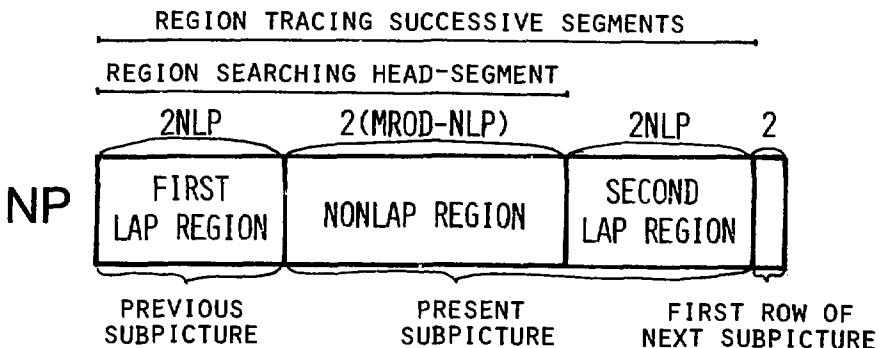 REGION TRACING SUCCESSIVE SEGMENTS
REGION SEARCHING HEAD-SEGMENT
2NLP 2(MROD-NLP) 2NLP 2
NP
FIRST LAP REGION
NONLAP REGION
SECOND LAP REGION
PREVIOUS SUBPICTURE
PRESENT SUBPICTURE
FIRST ROW OF NEXT SUBPICTURE